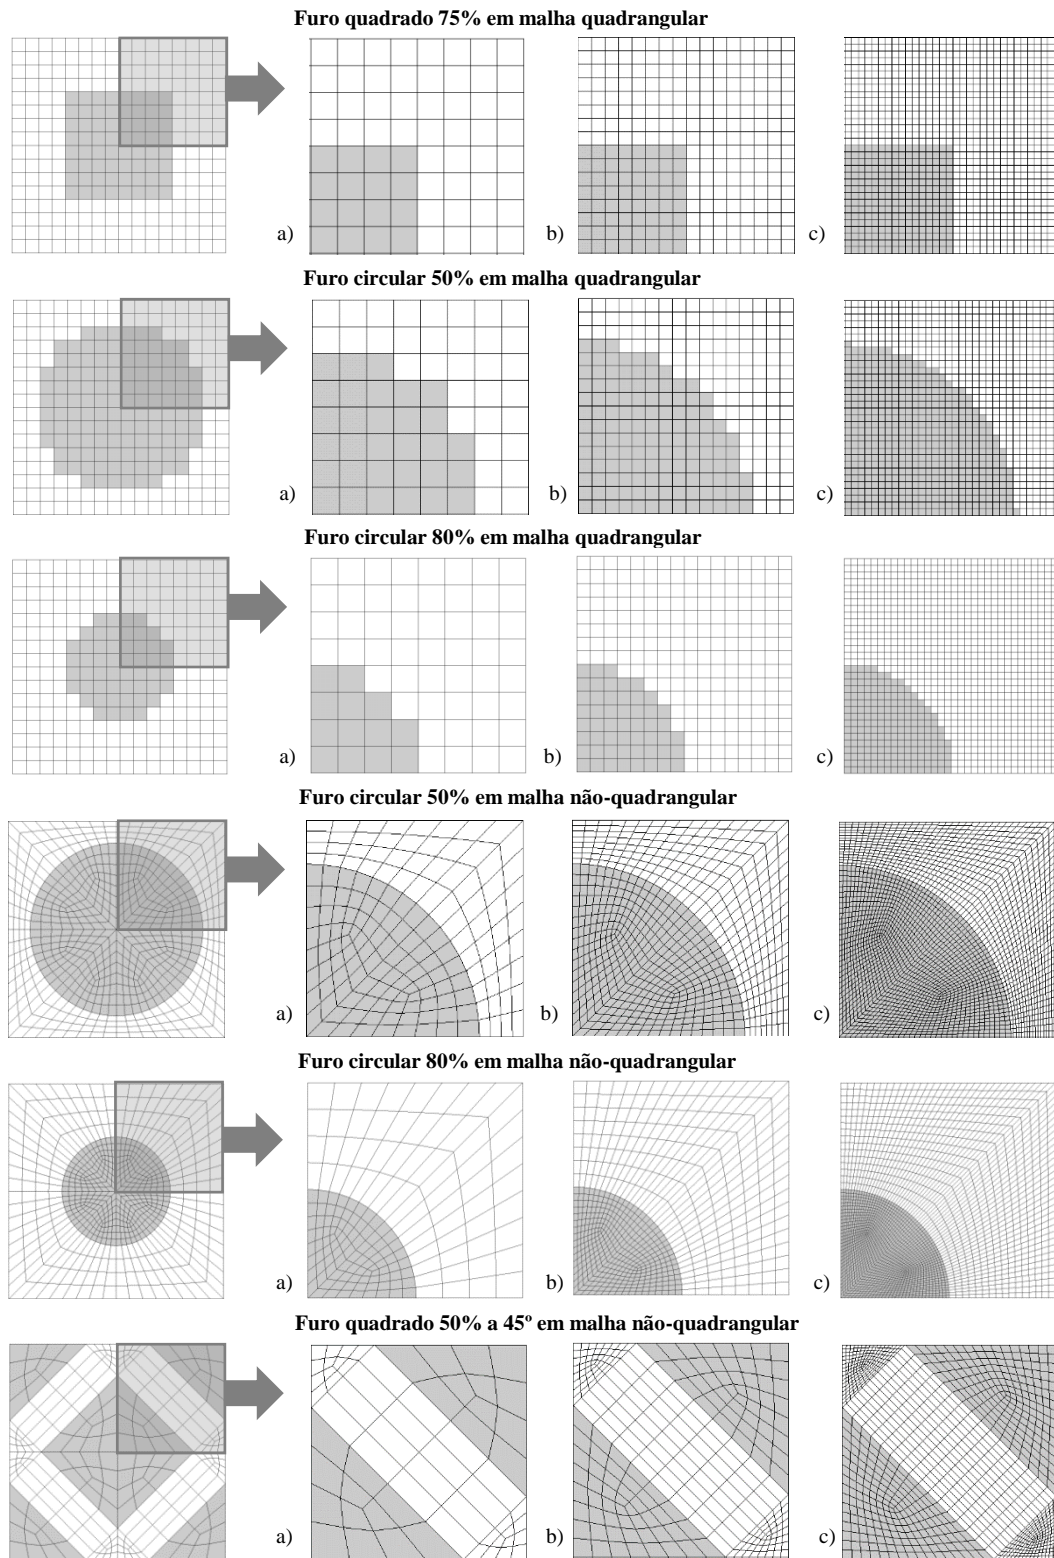 Furo quadrado 75% em malha quadrangular
a) b) c)
Furo circular 50% em malha quadrangular
a) b) c)
Furo circular 80% em malha quadrangular
a) b) c)
Furo circular 50% em malha não-quadrangular
a) b) c)
Furo circular 80% em malha não-quadrangular
a) b) c)
Furo quadrado 50% a 45º em malha não-quadrangular
a) b) c)